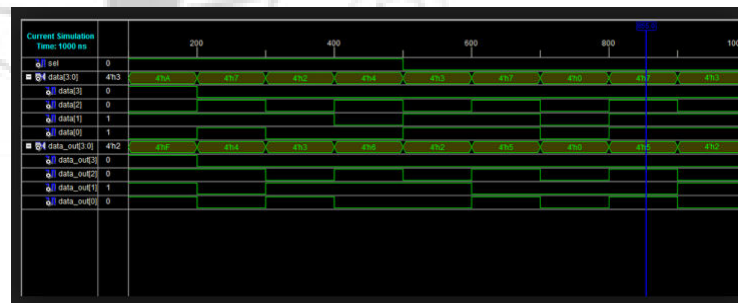 Current Simulation
Time: 1000 ns
200 400 600 800 100
sel 0
data[3:0] 4'h3 4'hA 4'h7 4'h2 4'h4 4'h3 4'h7 4'h0 4'h7 4'h3
data[3] 0
data[2] 0
data[1] 1
data[0] 1
data_out[3:0] 4'h2 4'hF 4'h4 4'h3 4'h6 4'h2 4'h5 4'h0 4'h5 4'h2
data_out[3] 0
data_out[2] 0
data_out[1] 1
data_out[0] 0